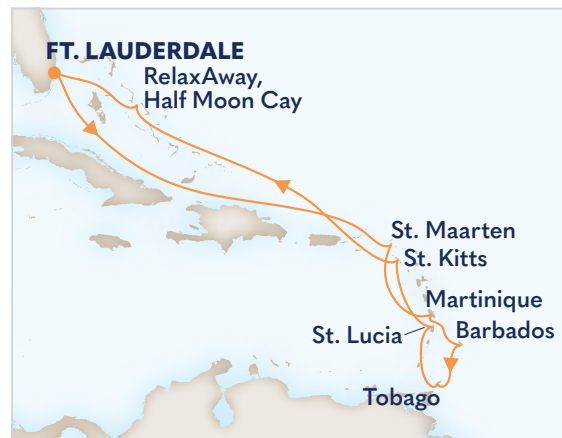 FT. LAUDERDALE
RelaxAway,
Half Moon Cay
St. Maarten
St. Kitts
Martinique
St. Lucia
Barbados
Tobago